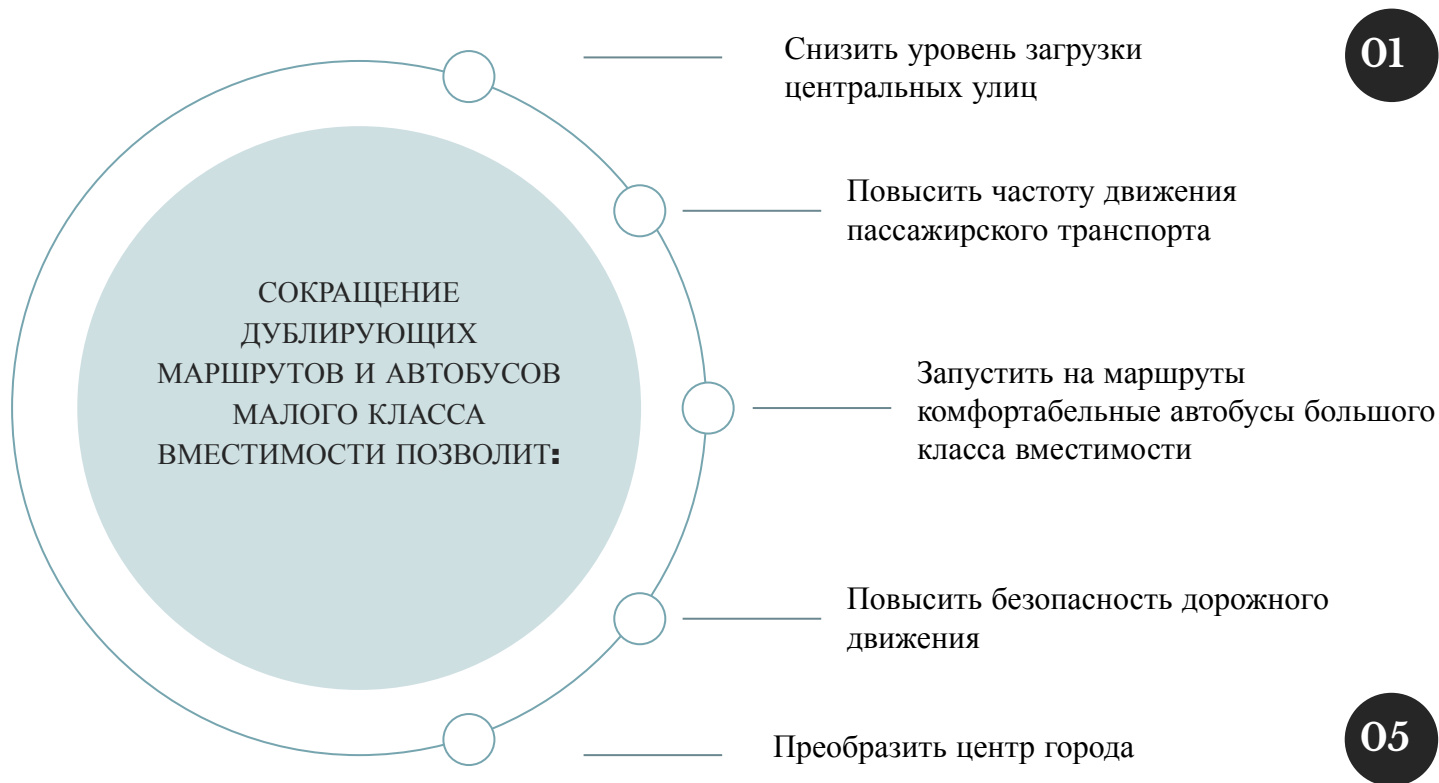 Снизить уровень загрузки
центральных улиц
01
Повысить частоту движения
пассажирского транспорта
СОКРАЩЕНИЕ
ДУБЛИРУЮЩИХ
МАРШРУТОВ И АВТОБУСОВ
МАЛОГО КЛАССА
ВМЕСТИМОСТИ ПОЗВОЛИТ:
Запустить на маршруты
комфортабельные автобусы большого
класса вместимости
Повысить безопасность дорожного
движения
Преобразить центр города
05